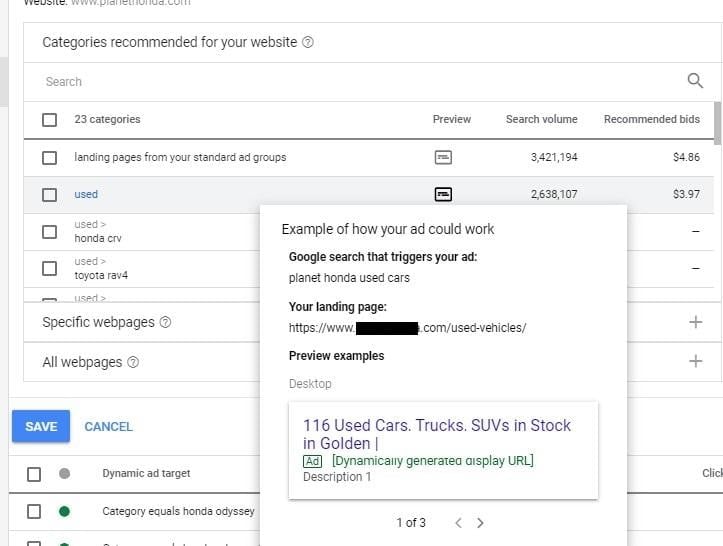 Website: www.planethonda.com
Categories recommended for your website
Search
23 categories Preview Search volume Recommended bids
landing pages from your standard ad groups 3,421,194 $4.86
used 2,638,107 $3.97
used >
honda crv –
used >
toyota rav4 –
used >
Specific webpages
All webpages
SAVE CANCEL
Dynamic ad target Click
Category equals honda odyssey
Example of how your ad could work
Google search that triggers your ad:
planet honda used cars
Your landing page:
https://www. .com/used-vehicles/
Preview examples
Desktop
116 Used Cars. Trucks. SUVs in Stock
in Golden |
Ad [Dynamically generated display URL]
Description 1
1 of 3